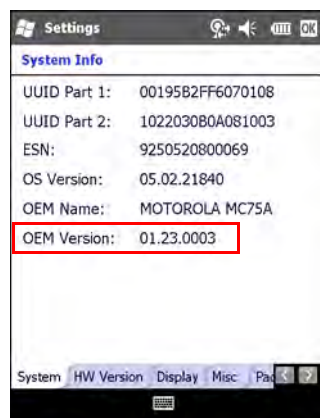 Settings OK
System Info
UUID Part 1: 00195B2FF6070108
UUID Part 2: 1022030B0A081003
ESN: 9250520800069
OS Version: 05.02.21840
OEM Name: MOTOROLA MC75A
OEM Version: 01.23.0003
System HW Version Display Misc Pa